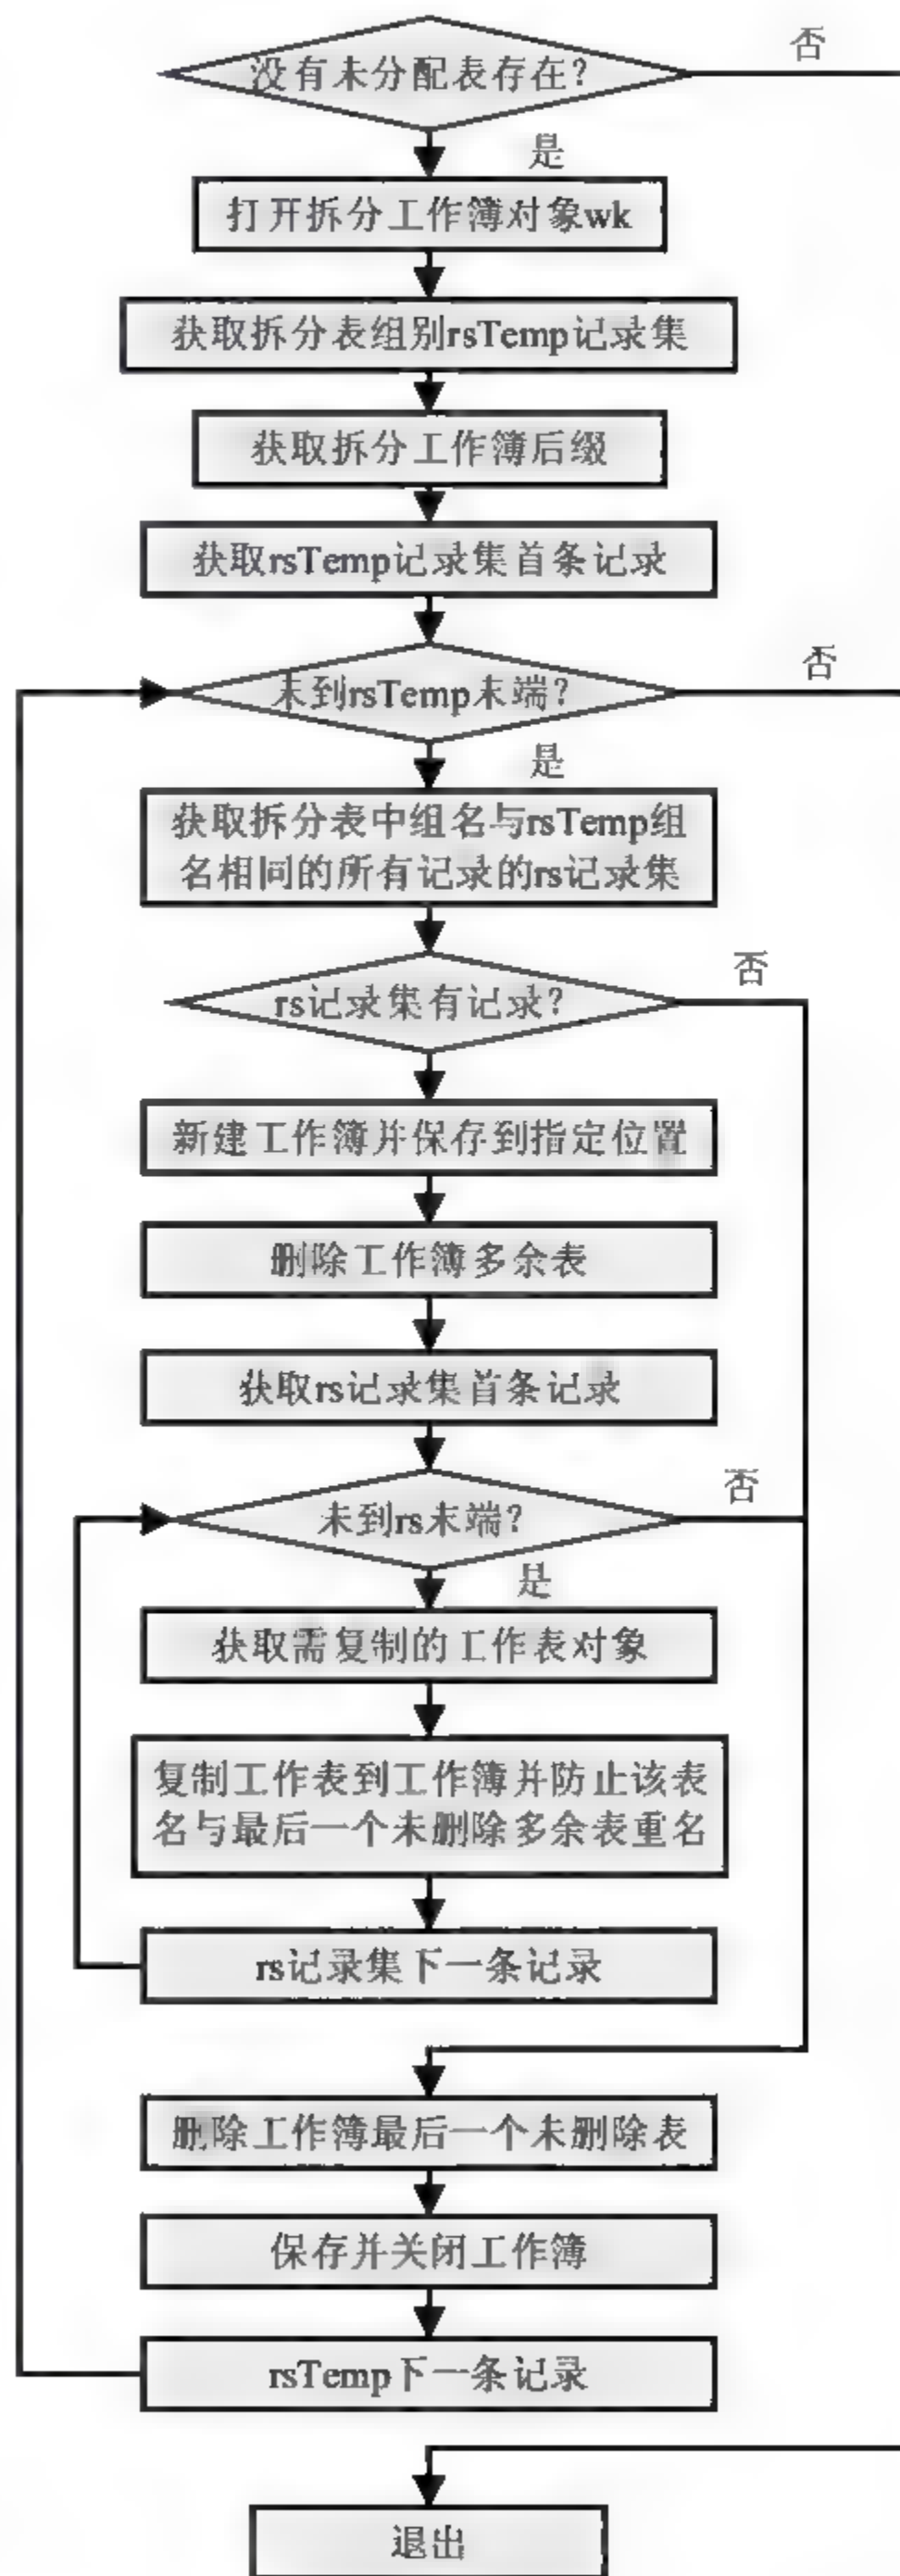 没有未分配表存在?
否
是
打开拆分工作簿对象wk
获取拆分表组别rsTemp记录集
获取拆分工作簿后缀
获取rsTemp记录集首条记录
否
未到rsTemp末端?
是
获取拆分表中组名与rsTemp组
名相同的所有记录的rs记录集
否
rs记录集有记录?
新建工作簿并保存到指定位置
删除工作簿多余表
获取rs记录集首条记录
否
未到rs末端?
是
获取需复制的工作表对象
复制工作表到工作簿并防止该表
名与最后一个未删除多余表重名
rs记录集下一条记录
删除工作簿最后一个未删除表
保存并关闭工作簿
rsTemp下一条记录
退出